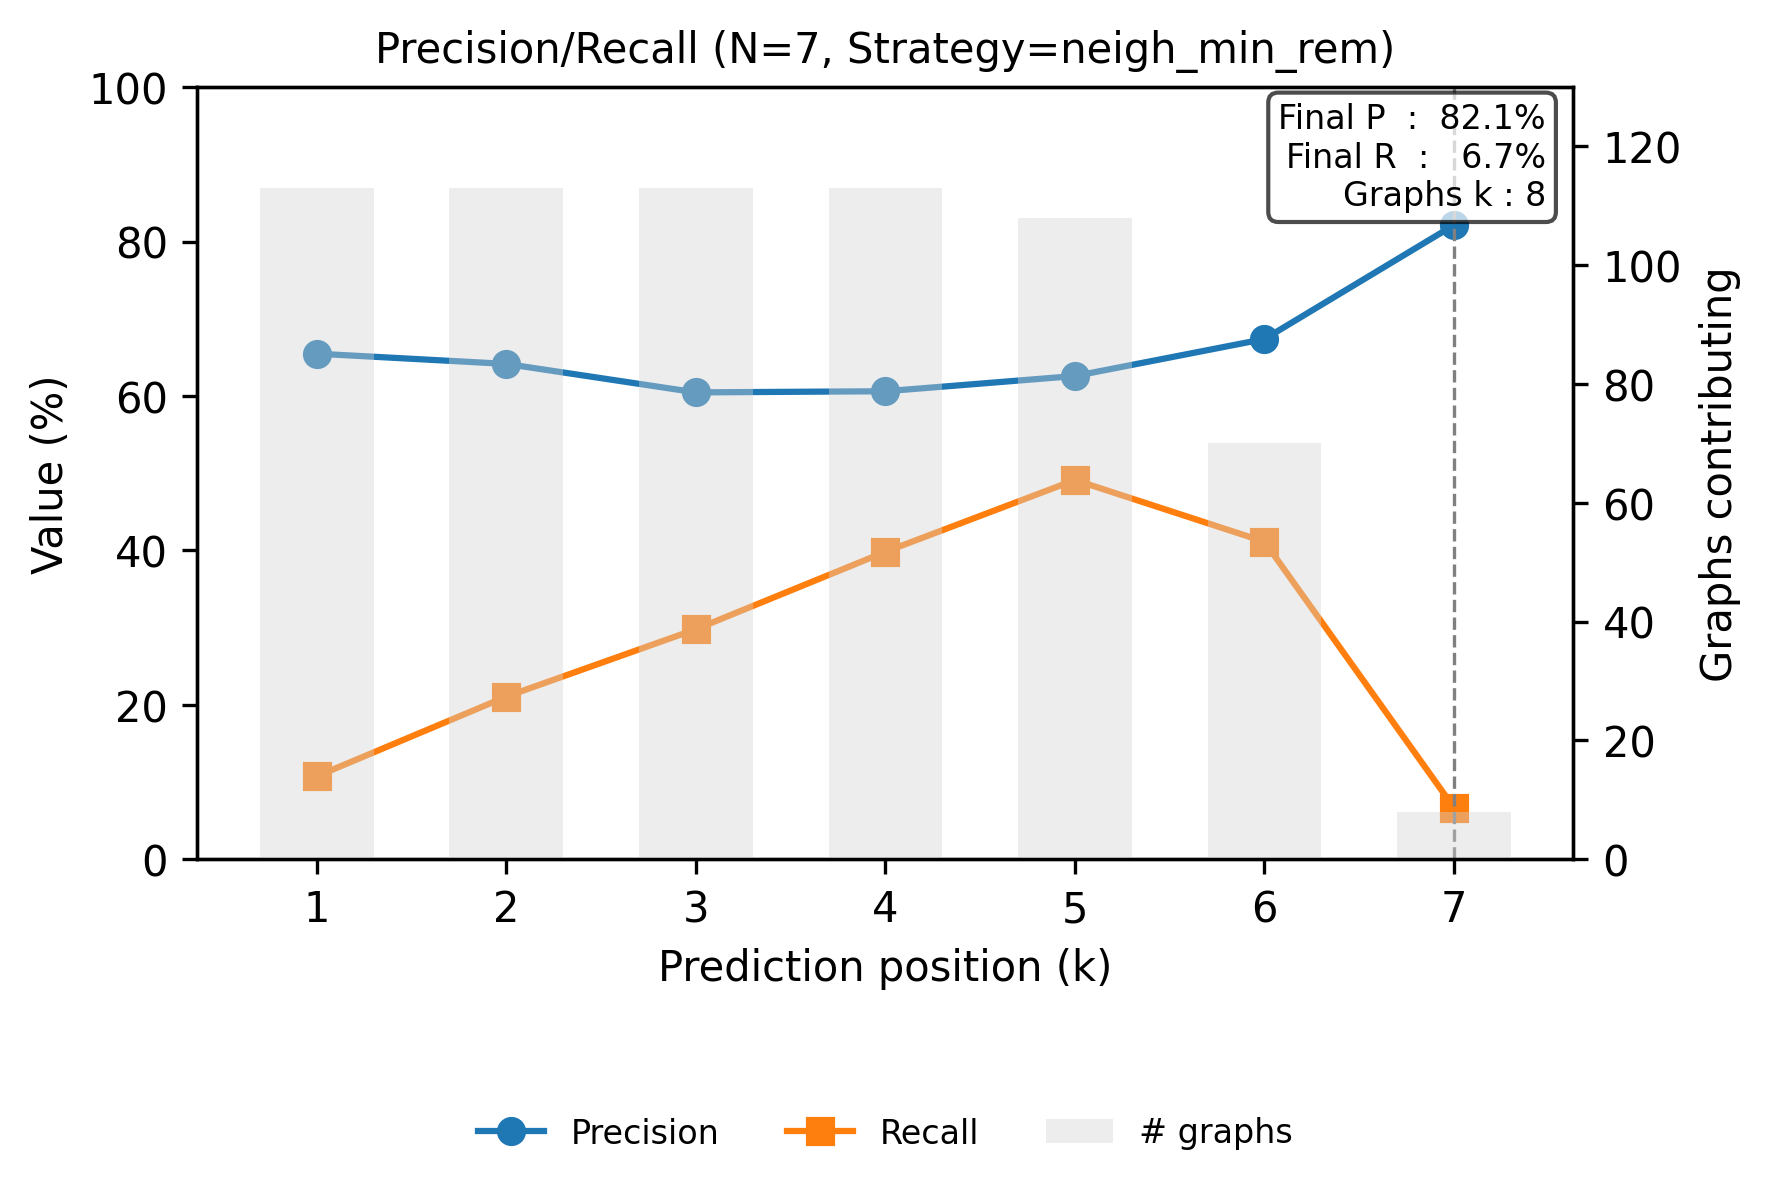 Precision/Recall (N=7, Strategy=neigh_min_rem)
Final P  :  82.1%
Final R  :   6.7%
Graphs k : 8
Value (%)
100
80
60
40
20
0
120
100
80
60
40
20
0
Graphs contributing
1 2 3 4 5 6 7
Prediction position (k)
Precision Recall # graphs